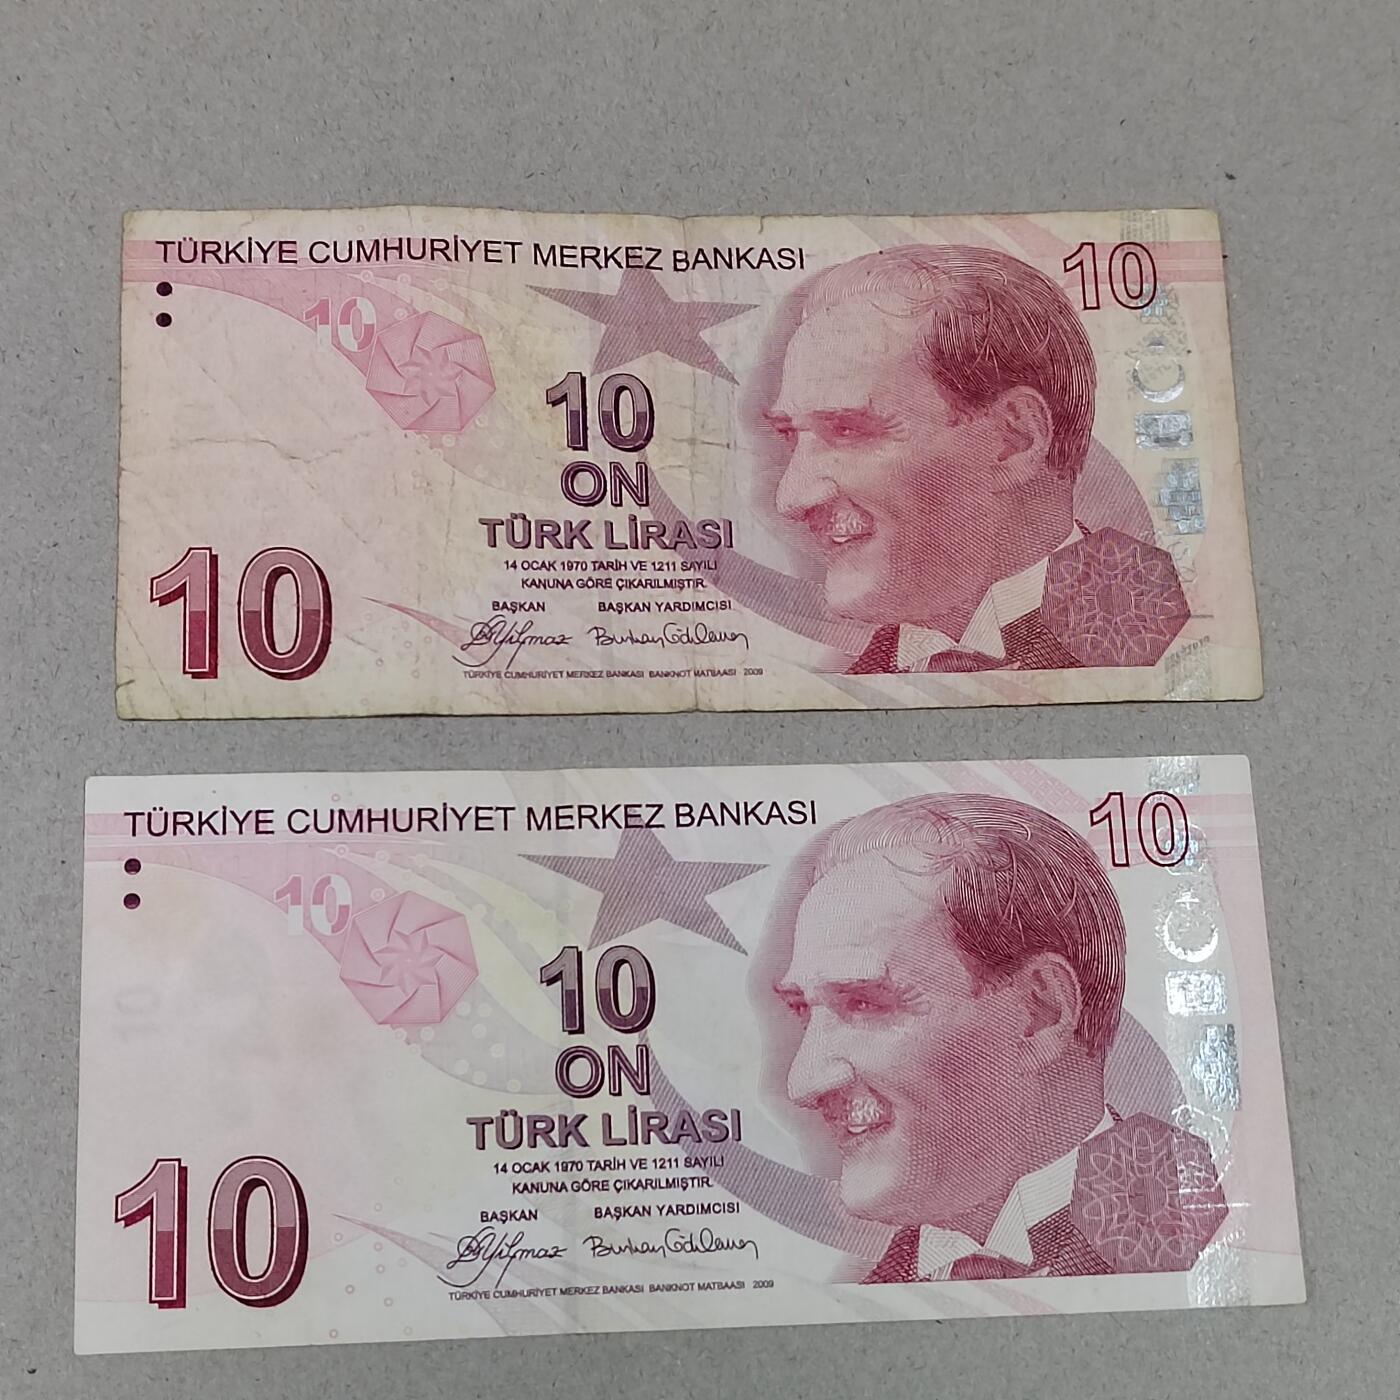 TÜRKİYE CUMHURİYET MERKEZ BANKASI
10
10
10
ON
TÜRK LİRASI
14 OCAK 1970 TARİH VE 1211 SAYILI
KANUNA GÖRE ÇIKARILMIŞTIR.
BAŞKAN BAŞKAN YARDIMCISI
10
TÜRKİYE CUMHURİYET MERKEZ BANKASI BANKNOT MATBAASI 2009
TÜRKİYE CUMHURİYET MERKEZ BANKASI
10
10
10
10
ON
TÜRK LİRASI
14 OCAK 1970 TARİH VE 1211 SAYILI
KANUNA GÖRE ÇIKARILMIŞTIR.
BAŞKAN BAŞKAN YARDIMCISI
10
TÜRKİYE CUMHURİYET MERKEZ BANKASI BANKNOT MATBAASI 2009